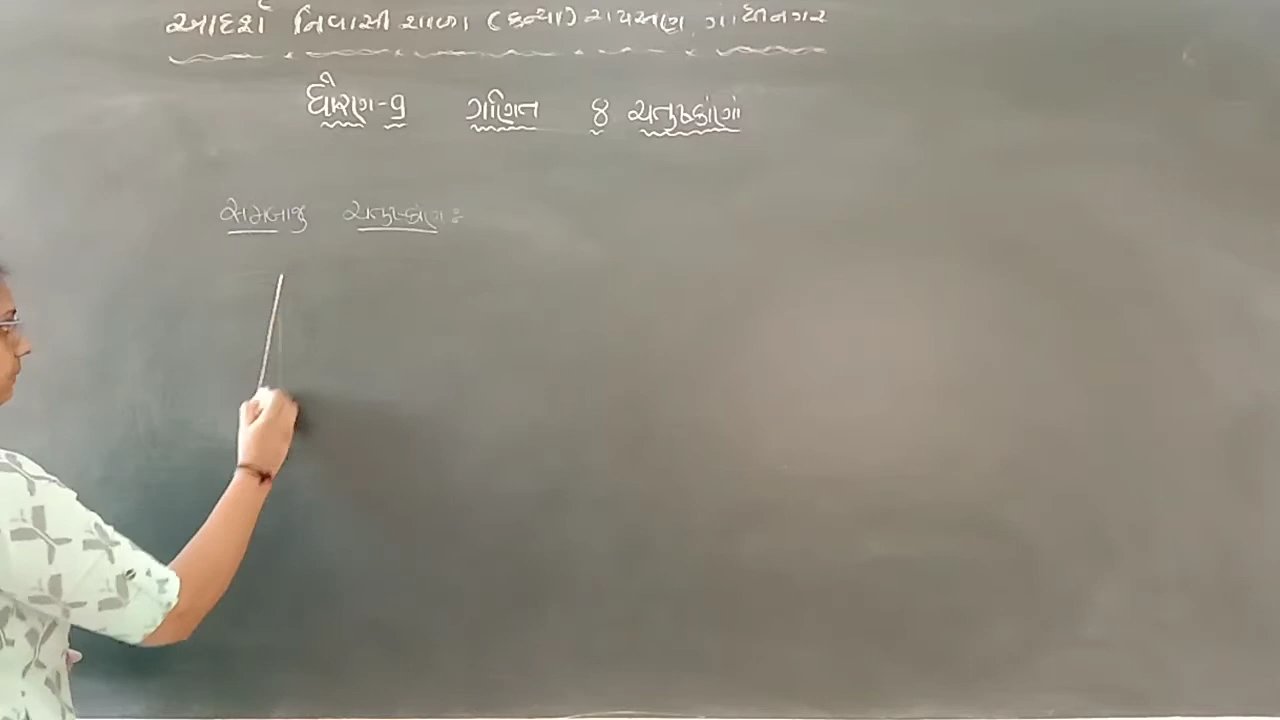 આદર્શ નિવાસી શાળા (કન્યા) રાયસણ, ગાંધીનગર
ધોરણ-૭ ગણિત ૪ ચતુષ્કોણો
સમબાજુ ચતુષ્કોણ :